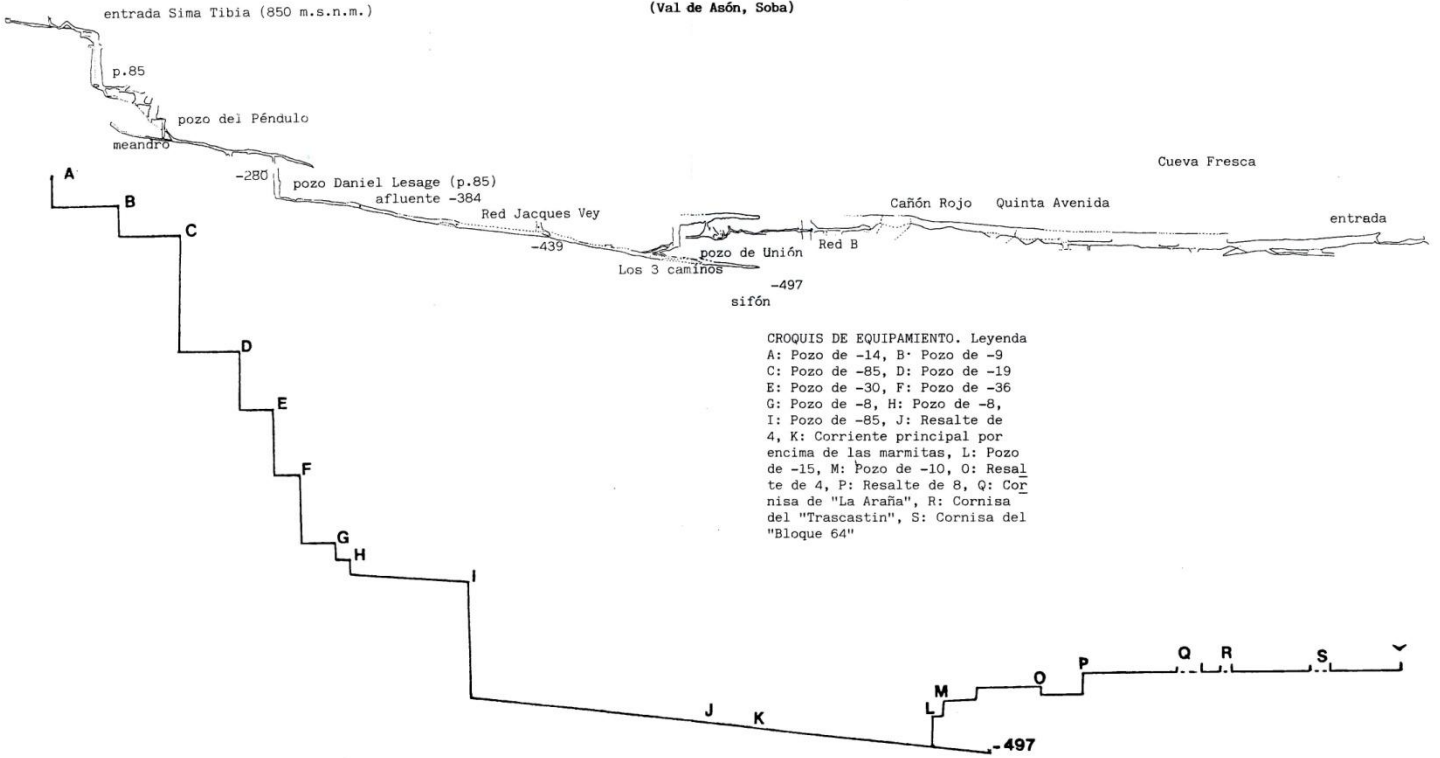 (Val de Asón, Soba)
entrada Sima Tibia (850 m.s.n.m.)
p.85
pozo del Péndulo
meandro
-280
pozo Daniel Lesage (p.85)
afluente -384
Red Jacques Vey
-439
Los 3 caminos
pozo de Unión
-497
sifón
Red B
Cañón Rojo
Quinta Avenida
Cueva Fresca
entrada
CROQUIS DE EQUIPAMIENTO. Leyenda
A: Pozo de -14, B· Pozo de -9
C: Pozo de -85, D: Pozo de -19
E: Pozo de -30, F: Pozo de -36
G: Pozo de -8, H: Pozo de -8,
I: Pozo de -85, J: Resalte de
4, K: Corriente principal por
encima de las marmitas, L: Pozo
de -15, M: Pozo de -10, O: Resal
te de 4, P: Resalte de 8, Q: Cor
nisa de "La Araña", R: Cornisa
del "Trascastin", S: Cornisa del
"Bloque 64"
A
B
C
D
E
F
G
H
I
J
K
L
M
O
P
Q
R
S
-497